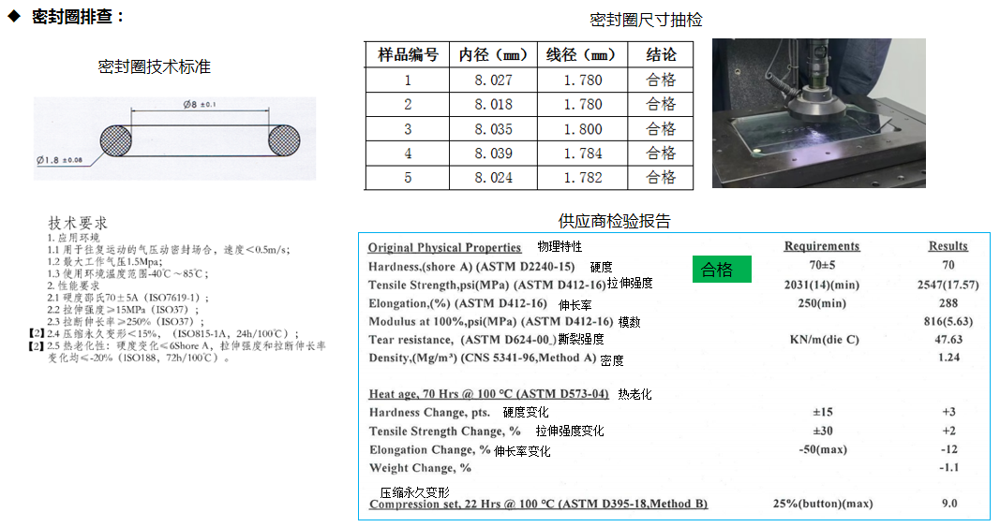 ◆ 密封圈排查：
密封圈技术标准
⌀8 ±0.1
⌀1.8 ±0.08
技术要求
1. 应用环境
1.1 用于往复运动的气压动密封场合，速度<0.5m/s；
1.2 最大工作气压1.5Mpa；
1.3 使用环境温度范围-40℃～85℃；
2. 性能要求
2.1 硬度邵氏70±5A（ISO7619-1）；
2.2 拉伸强度≥15MPa（ISO37）；
2.3 拉断伸长率≥250%（ISO37）；
【2】2.4 压缩永久变形<15%，（ISO815-1A，24h/100℃）；
【2】2.5 热老化性：硬度变化≤6Shore A，拉伸强度和拉断伸长率
变化均≤-20%（ISO188，72h/100℃）。
密封圈尺寸抽检
样品编号 内径（mm） 线径（mm） 结论
1 8.027 1.780 合格
2 8.018 1.780 合格
3 8.035 1.800 合格
4 8.039 1.784 合格
5 8.024 1.782 合格
供应商检验报告
Original Physical Properties 物理特性 Requirements Results
Hardness,(shore A) (ASTM D2240-15) 硬度 合格 70±5 70
Tensile Strength,psi(MPa) (ASTM D412-16)拉伸强度 2031(14)(min) 2547(17.57)
Elongation,(%) (ASTM D412-16) 伸长率 250(min) 288
Modulus at 100%,psi(MPa) (ASTM D412-16) 模数 816(5.63)
Tear resistance, (ASTM D624-00 )撕裂强度 KN/m(die C) 47.63
Density,(Mg/m³) (CNS 5341-96,Method A) 密度 1.24
Heat age, 70 Hrs @ 100 ℃ (ASTM D573-04) 热老化
Hardness Change, pts. 硬度变化 ±15 +3
Tensile Strength Change, % 拉伸强度变化 ±30 +2
Elongation Change, % 伸长率变化 -50(max) -12
Weight Change, % -1.1
压缩永久变形
Compression set, 22 Hrs @ 100 ℃ (ASTM D395-18,Method B) 25%(button)(max) 9.0